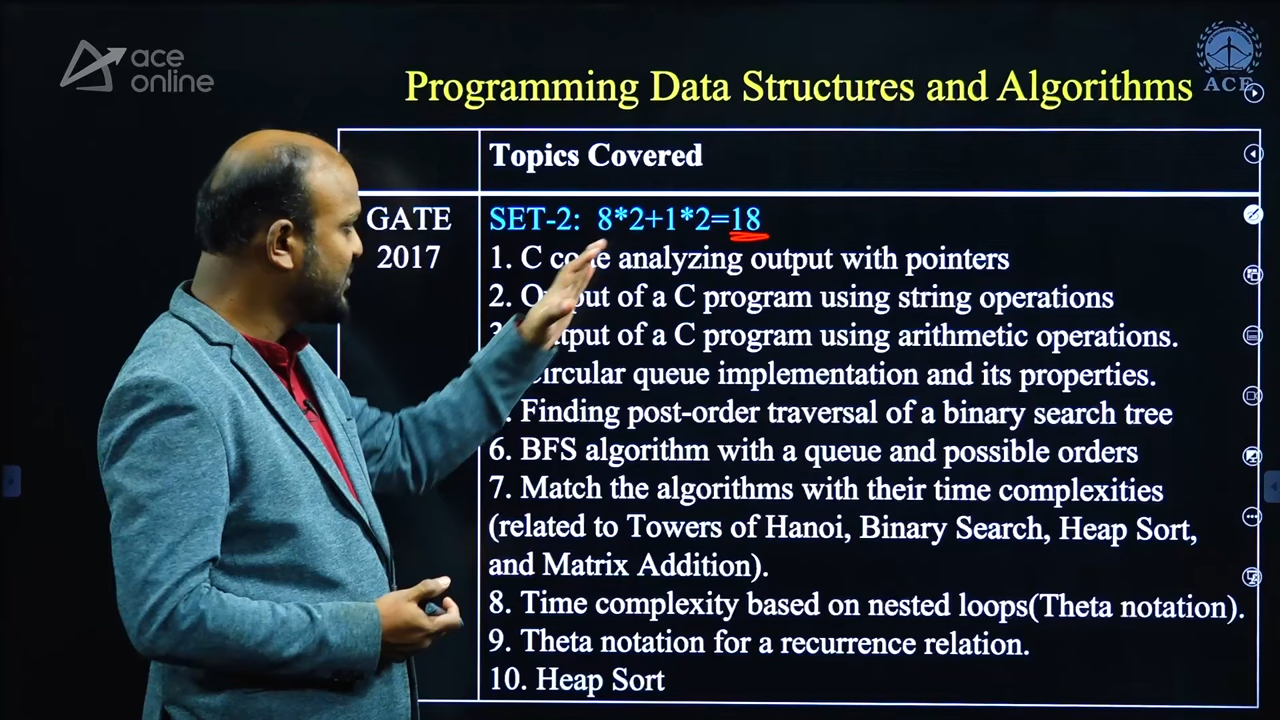 ace
online
ACE
Programming Data Structures and Algorithms
Topics Covered
GATE
2017
SET-2: 8*2+1*2=18
1. C code analyzing output with pointers
2. Output of a C program using string operations
Output of a C program using arithmetic operations.
Circular queue implementation and its properties.
Finding post-order traversal of a binary search tree
6. BFS algorithm with a queue and possible orders
7. Match the algorithms with their time complexities
(related to Towers of Hanoi, Binary Search, Heap Sort,
and Matrix Addition).
8. Time complexity based on nested loops(Theta notation).
9. Theta notation for a recurrence relation.
10. Heap Sort